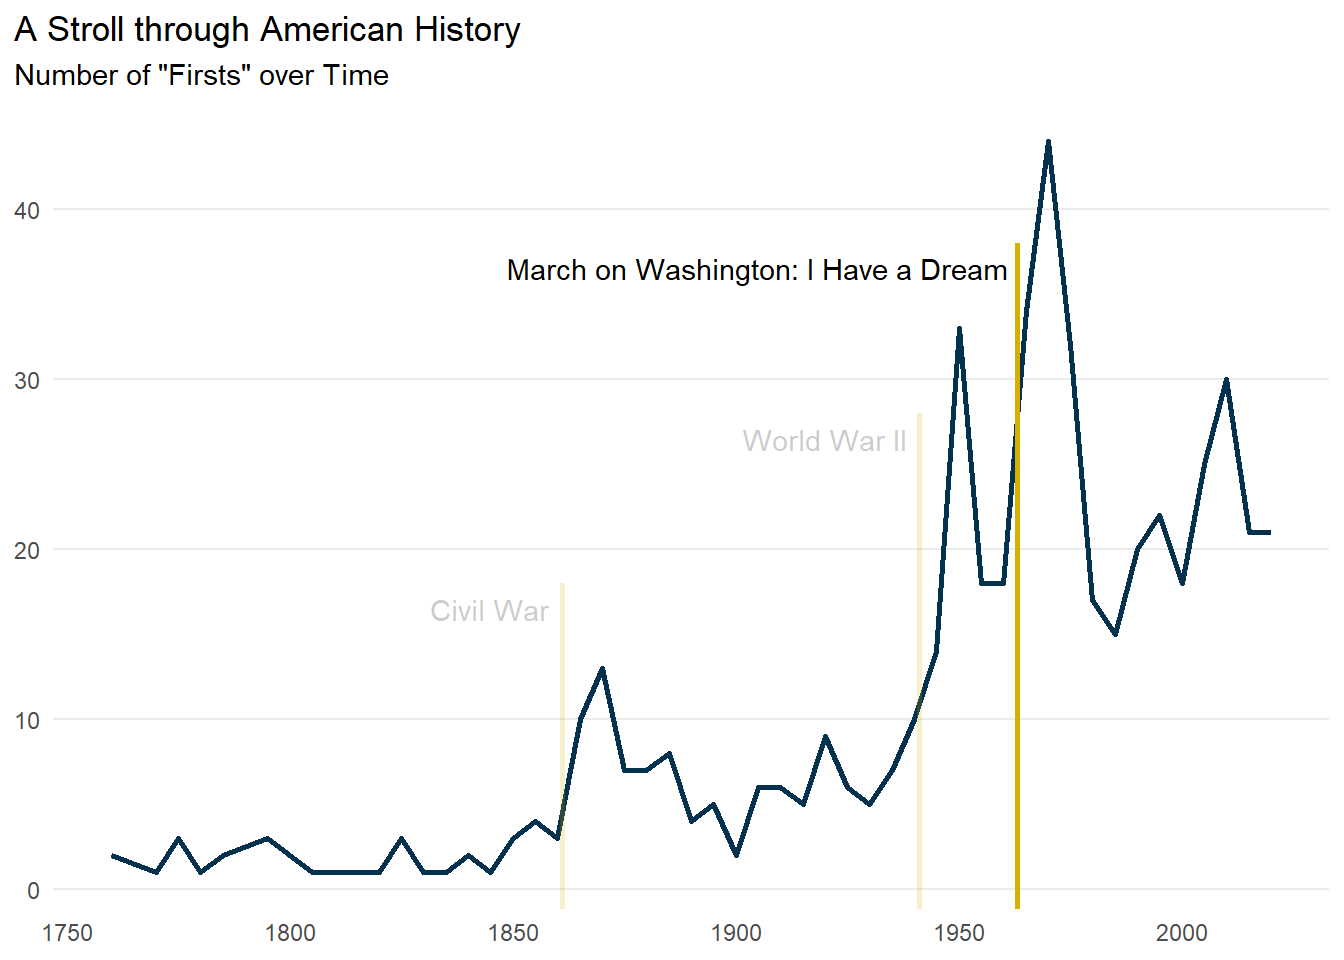 A Stroll through American History
Number of "Firsts" over Time
40
March on Washington: I Have a Dream
30
World War II
20
Civil War
10
0
1750 1800 1850 1900 1950 2000